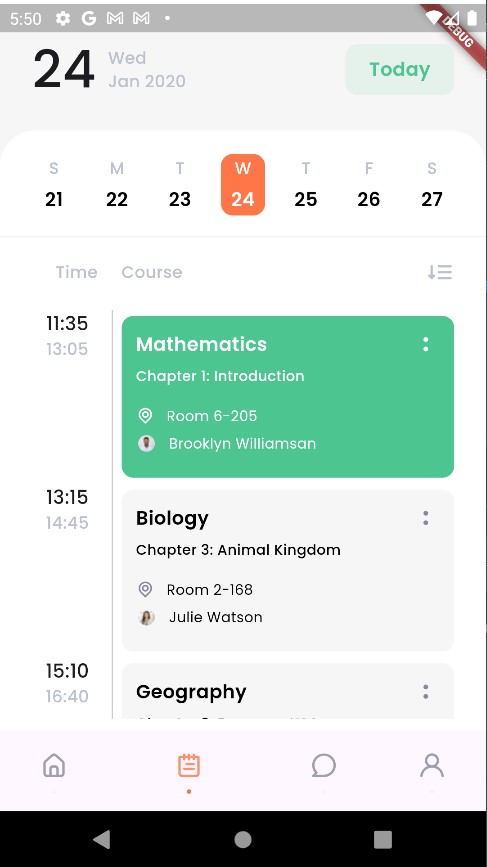 5:50
DEBUG
24
Wed
Jan 2020
Today
S M T W T F S
21 22 23 24 25 26 27
Time Course
11:35
13:05
Mathematics
Chapter 1: Introduction
Room 6-205
Brooklyn Williamsan
13:15
14:45
Biology
Chapter 3: Animal Kingdom
Room 2-168
Julie Watson
15:10
16:40
Geography